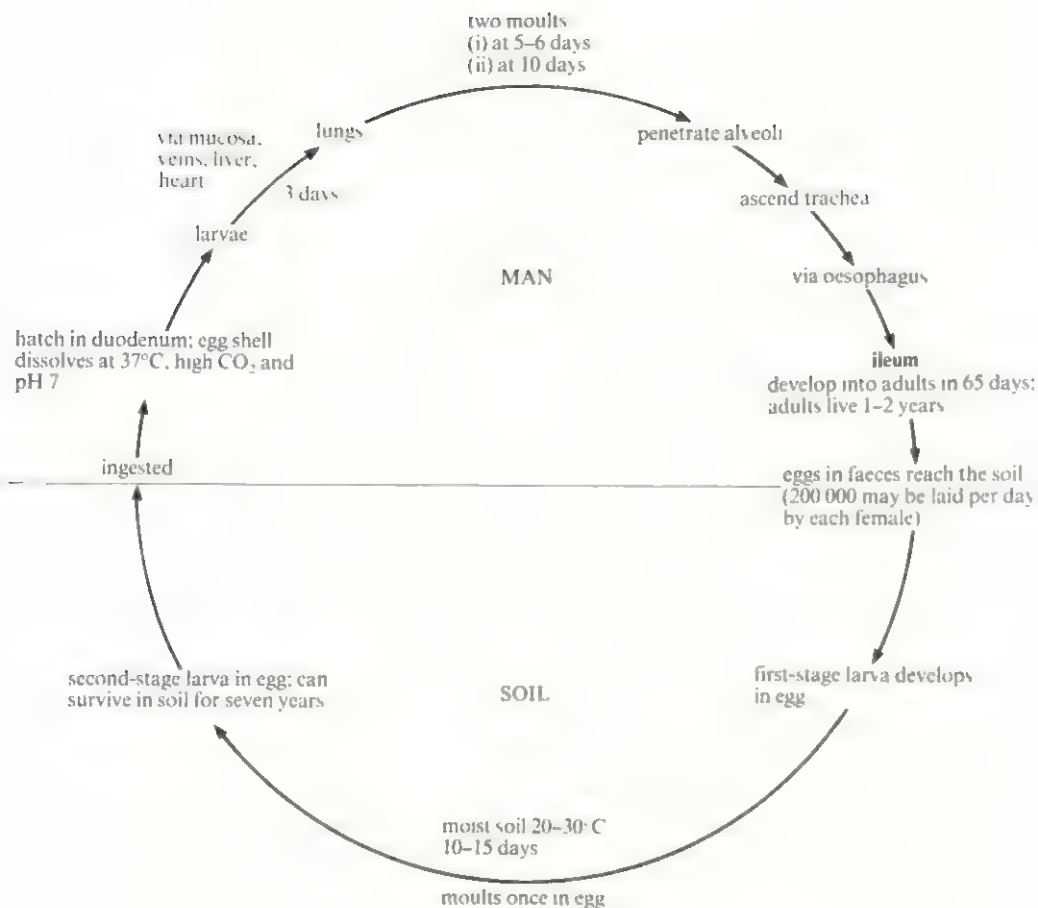 two moults
(i) at 5–6 days
(ii) at 10 days
lungs
via mucosa,
veins, liver,
heart
3 days
larvae
penetrate alveoli
ascend trachea
via oesophagus
MAN
hatch in duodenum; egg shell
dissolves at 37°C, high CO₂ and
pH 7
ileum
develop into adults in 65 days;
adults live 1–2 years
ingested
eggs in faeces reach the soil
(200 000 may be laid per day
by each female)
second-stage larva in egg; can
survive in soil for seven years
SOIL
first-stage larva develops
in egg
moist soil 20–30°C
10–15 days
moults once in egg